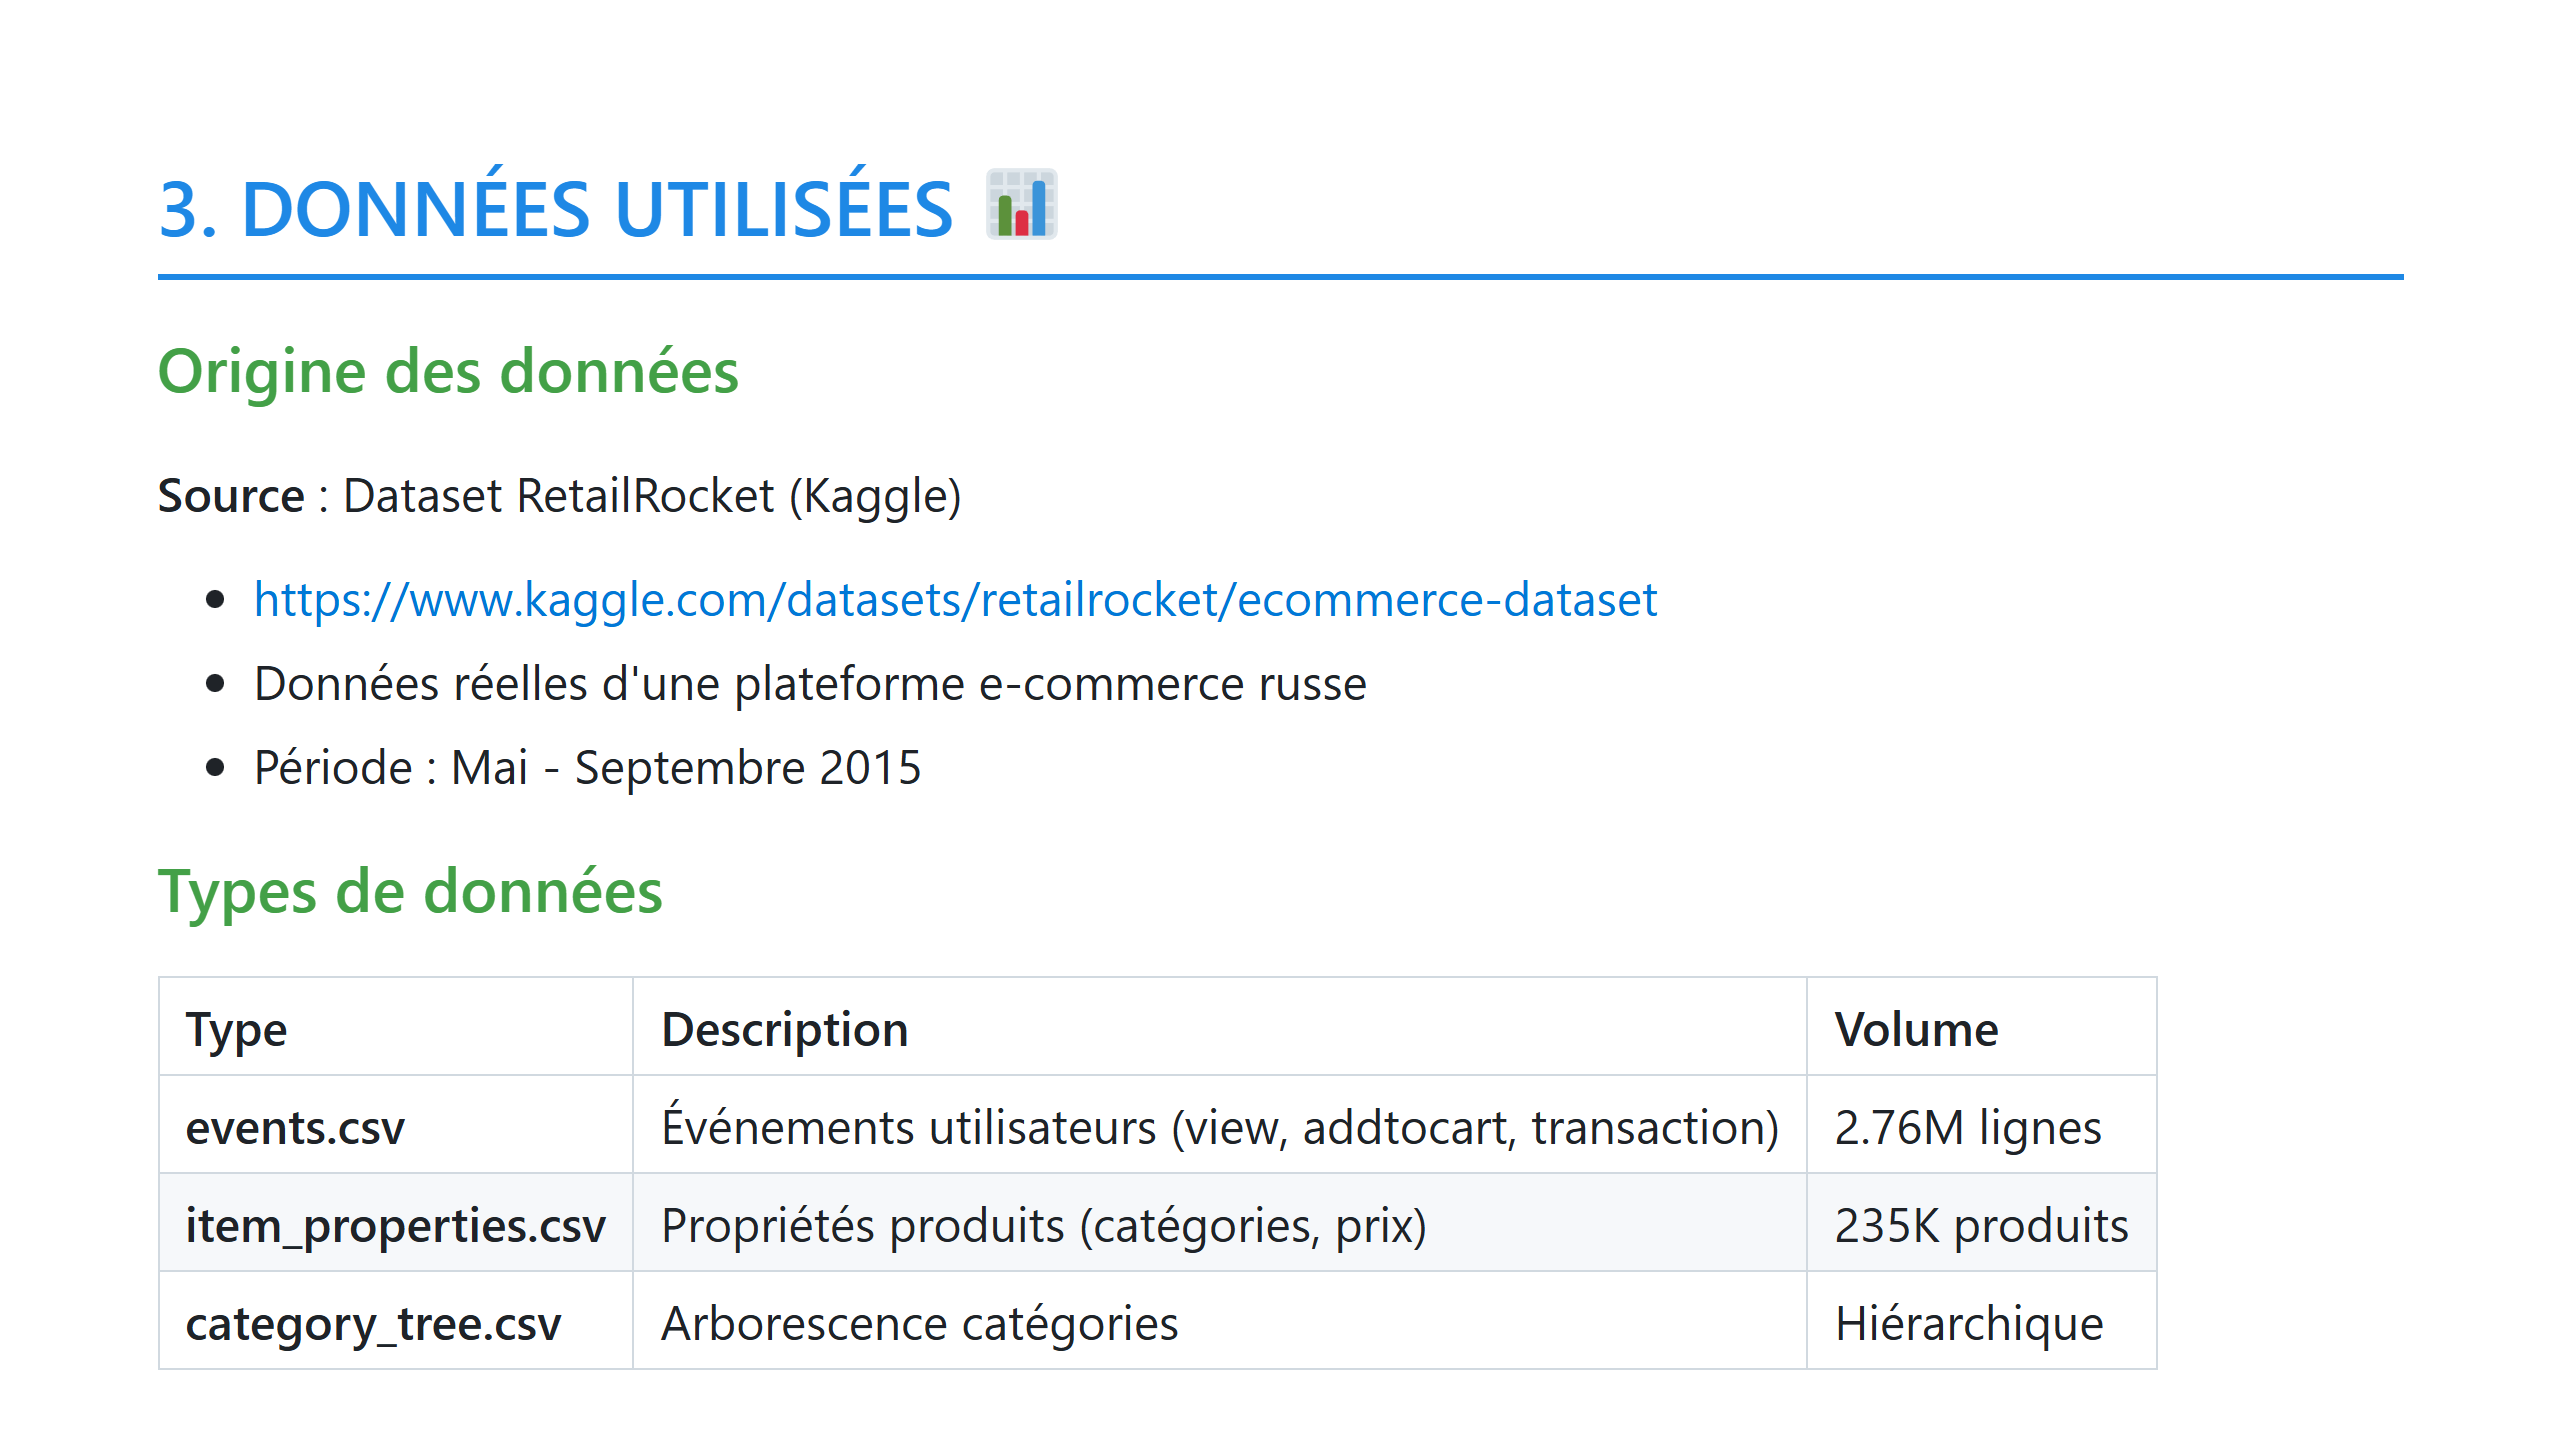 3. DONNÉES UTILISÉES
Origine des données
Source : Dataset RetailRocket (Kaggle)
https://www.kaggle.com/datasets/retailrocket/ecommerce-dataset
Données réelles d'une plateforme e-commerce russe
Période : Mai - Septembre 2015
Types de données
Type Description Volume
events.csv Événements utilisateurs (view, addtocart, transaction) 2.76M lignes
item_properties.csv Propriétés produits (catégories, prix) 235K produits
category_tree.csv Arborescence catégories Hiérarchique